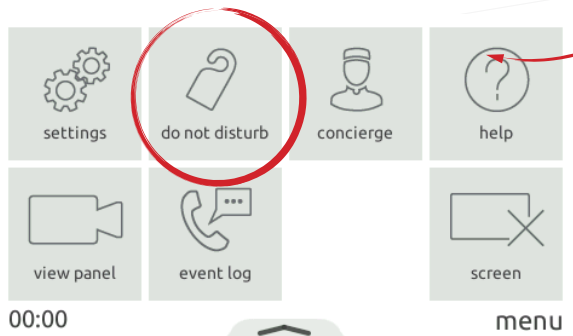 settings
do not disturb
concierge
help
view panel
event log
screen
00:00
menu